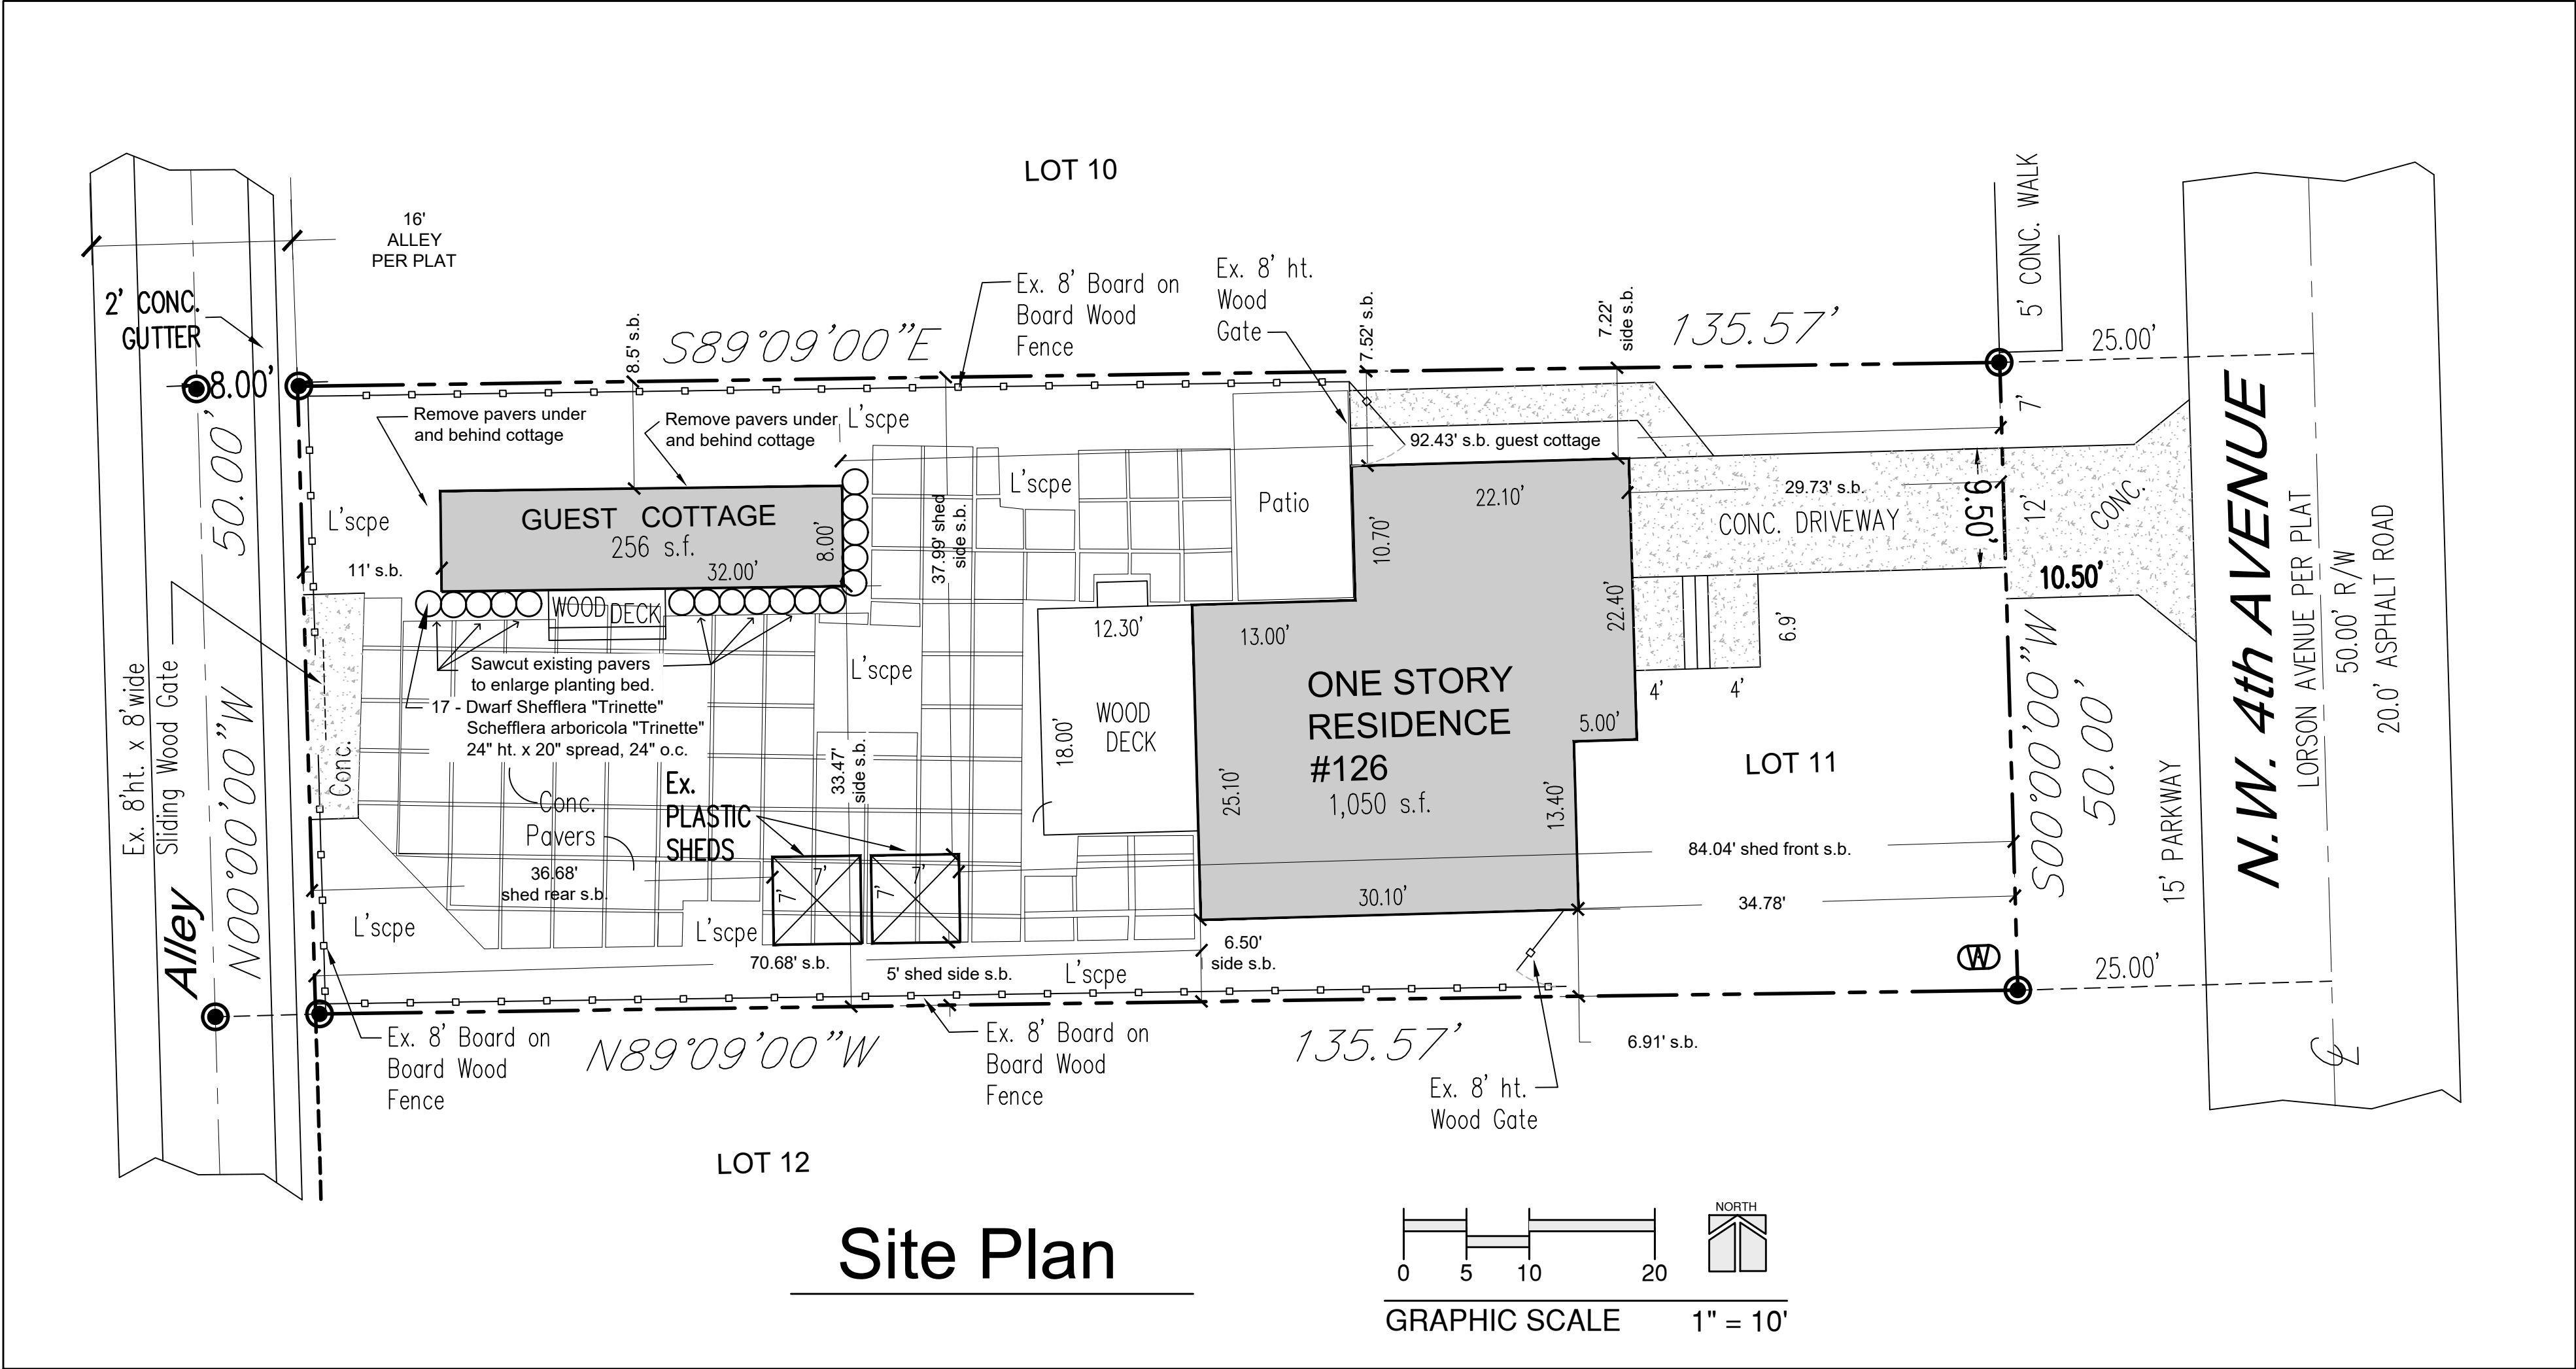 LOT 10
16'
ALLEY
PER PLAT
2' CONC.
GUTTER
8.00'
50.00'
N00°00'00"W
Alley
Ex. 8'ht. x 8'wide
Sliding Wood Gate
8.5' s.b.
S89°09'00"E
Ex. 8' Board on
Board Wood
Fence
Ex. 8' ht.
Wood
Gate
7.52' s.b.
7.22'
side s.b.
135.57'
5' CONC. WALK
25.00'
7'
Remove pavers under
and behind cottage
Remove pavers under
and behind cottage
L'scpe
L'scpe
11' s.b.
GUEST COTTAGE
256 s.f.
32.00'
8.00'
WOOD DECK
37.99' shed
side s.b.
L'scpe
Patio
92.43' s.b. guest cottage
22.10'
10.70'
29.73' s.b.
CONC. DRIVEWAY
9.50'
12'
CONC.
10.50'
22.40'
6.9'
4'
4'
Sawcut existing pavers
to enlarge planting bed.
17 - Dwarf Shefflera "Trinette"
Schefflera arboricola "Trinette"
24" ht. x 20" spread, 24" o.c.
Conc.
Conc.
Pavers
Ex.
PLASTIC
SHEDS
L'scpe
33.47'
side s.b.
12.30'
18.00'
WOOD
DECK
13.00'
ONE STORY
RESIDENCE
#126
1,050 s.f.
25.10'
5.00'
13.40'
30.10'
LOT 11
84.04' shed front s.b.
34.78'
36.68'
shed rear s.b.
7'
7'
7'
7'
L'scpe
L'scpe
70.68' s.b.
5' shed side s.b.
L'scpe
6.50'
side s.b.
W
25.00'
S00°00'00"W
50.00'
15' PARKWAY
N.W. 4th AVENUE
LORSON AVENUE PER PLAT
50.00' R/W
20.0' ASPHALT ROAD
Ex. 8' Board on
Board Wood
Fence
N89°09'00"W
Ex. 8' Board on
Board Wood
Fence
135.57'
6.91' s.b.
Ex. 8' ht.
Wood Gate
LOT 12
Site Plan
NORTH
0 5 10 20
GRAPHIC SCALE 1" = 10'